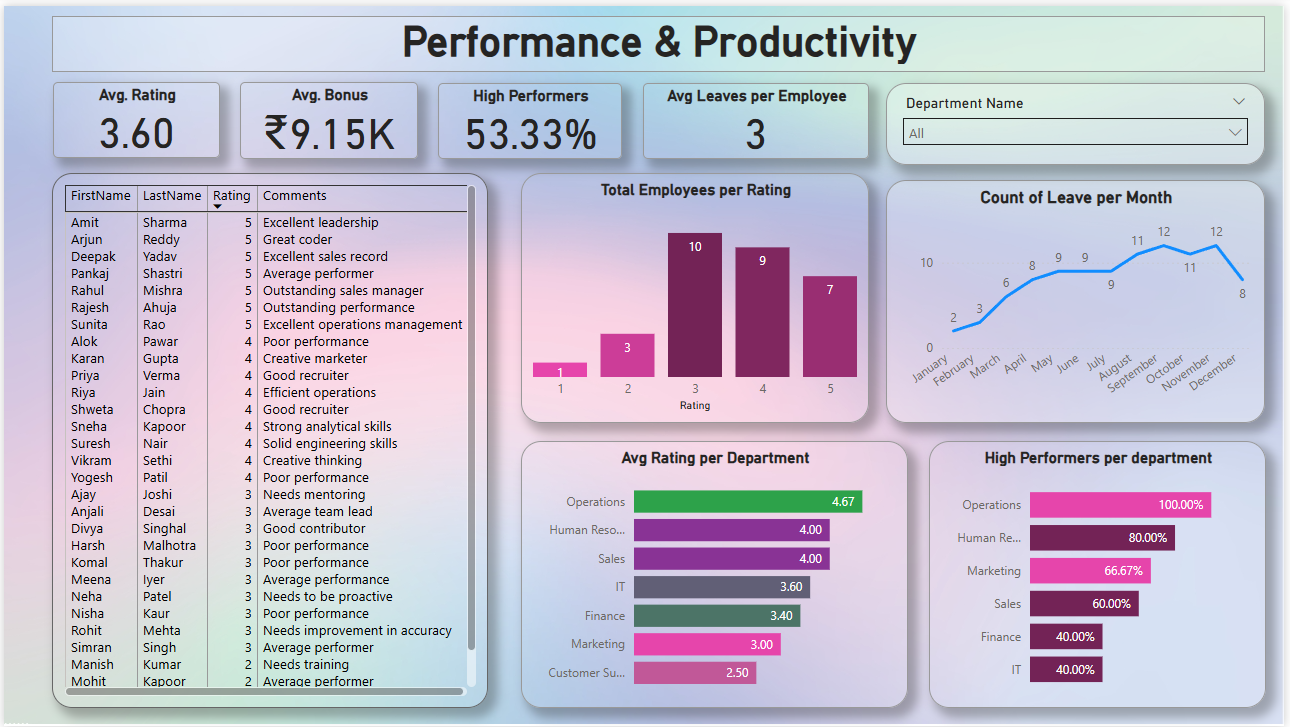 Performance & Productivity
Avg. Rating
3.60
Avg. Bonus
₹9.15K
High Performers
53.33%
Avg Leaves per Employee
3
Department Name
All
FirstName LastName Rating Comments
Amit Sharma 5 Excellent leadership
Arjun Reddy 5 Great coder
Deepak Yadav 5 Excellent sales record
Pankaj Shastri 5 Average performer
Rahul Mishra 5 Outstanding sales manager
Rajesh Ahuja 5 Outstanding performance
Sunita Rao 5 Excellent operations management
Alok Pawar 4 Poor performance
Karan Gupta 4 Creative marketer
Priya Verma 4 Good recruiter
Riya Jain 4 Efficient operations
Shweta Chopra 4 Good recruiter
Sneha Kapoor 4 Strong analytical skills
Suresh Nair 4 Solid engineering skills
Vikram Sethi 4 Creative thinking
Yogesh Patil 4 Poor performance
Ajay Joshi 3 Needs mentoring
Anjali Desai 3 Average team lead
Divya Singhal 3 Good contributor
Harsh Malhotra 3 Poor performance
Komal Thakur 3 Poor performance
Meena Iyer 3 Average performance
Neha Patel 3 Needs to be proactive
Nisha Kaur 3 Poor performance
Rohit Mehta 3 Needs improvement in accuracy
Simran Singh 3 Average performer
Manish Kumar 2 Needs training
Mohit Kapoor 2 Average performer
Total Employees per Rating
1 3 10 9 7
1 2 3 4 5
Rating
Count of Leave per Month
10
0
2 3 6 8 9 9 9 11 12 11 12 8
January February March April May June July August September October November December
Avg Rating per Department
Operations 4.67
Human Reso... 4.00
Sales 4.00
IT 3.60
Finance 3.40
Marketing 3.00
Customer Su... 2.50
High Performers per department
Operations 100.00%
Human Re... 80.00%
Marketing 66.67%
Sales 60.00%
Finance 40.00%
IT 40.00%